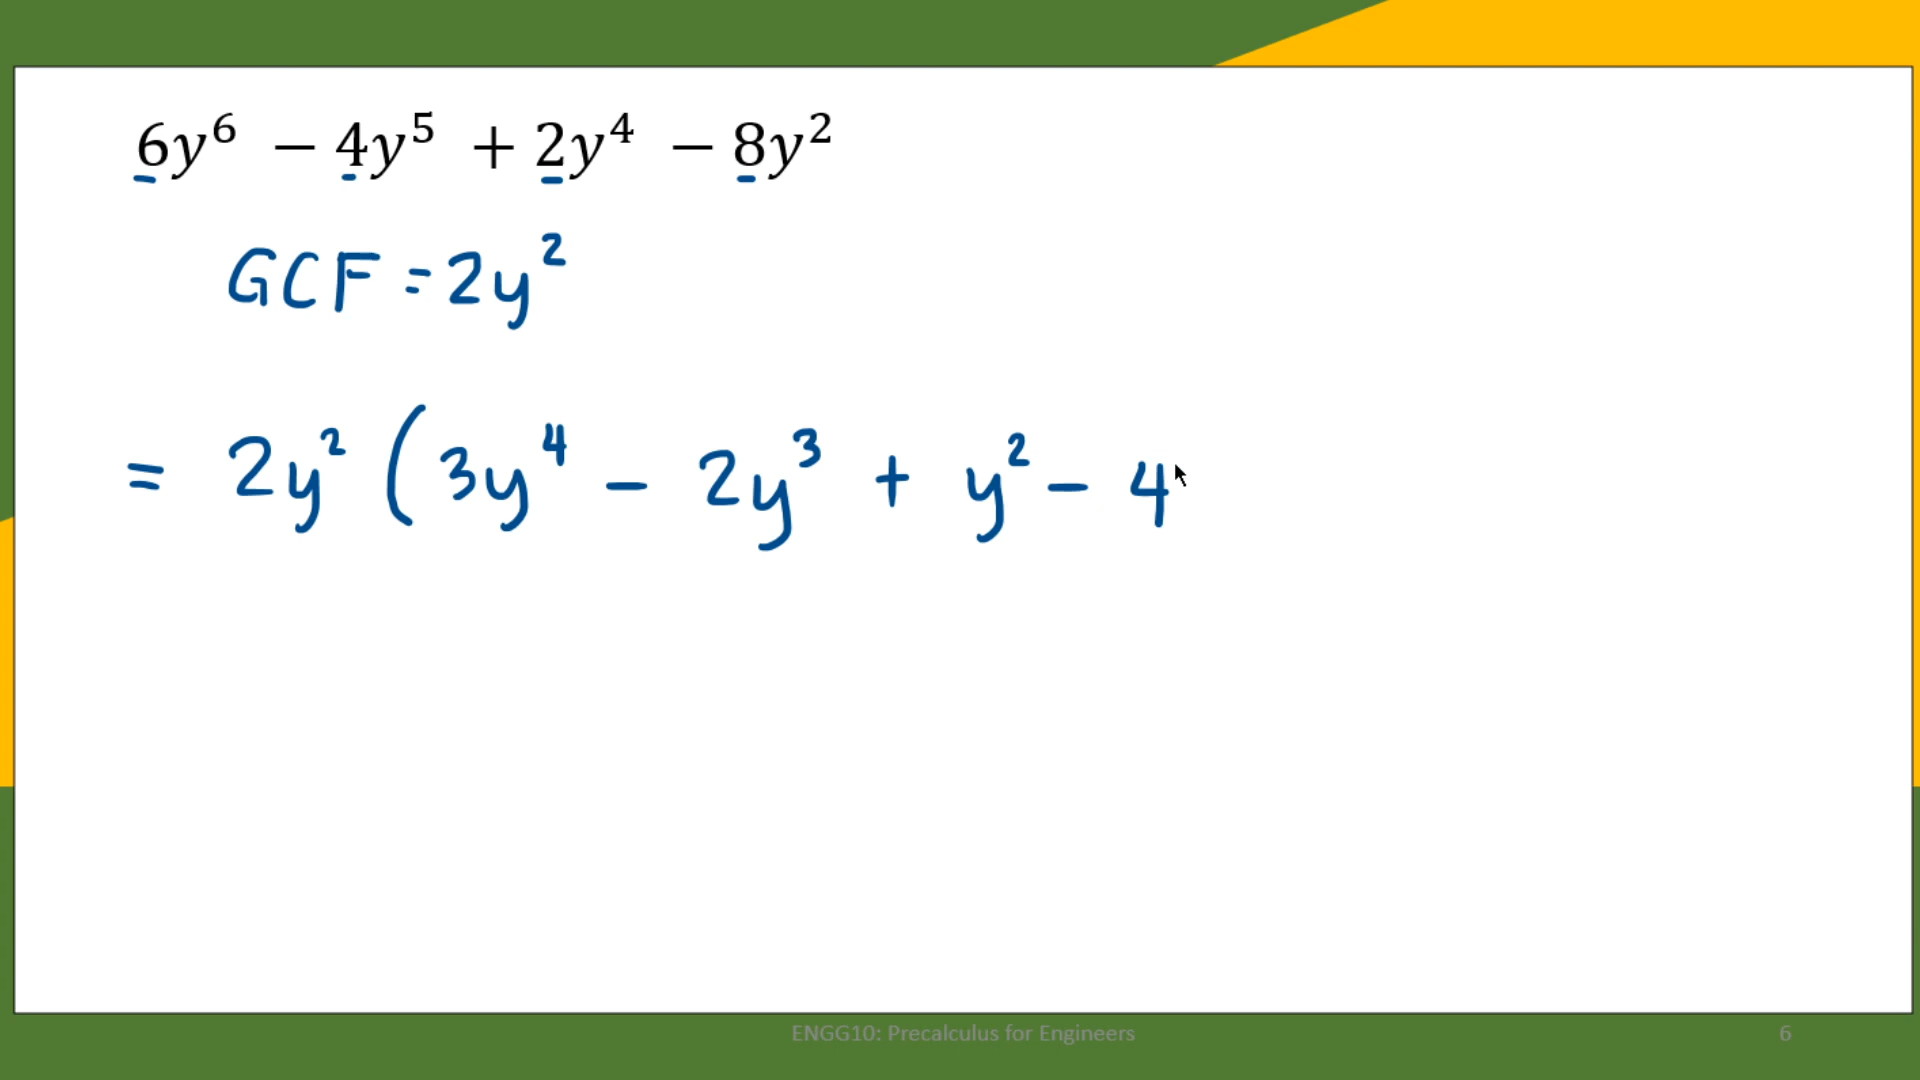 6y⁶ − 4y⁵ + 2y⁴ − 8y²
GCF = 2y²
= 2y² (3y⁴ − 2y³ + y² − 4
ENGG10: Precalculus for Engineers
6